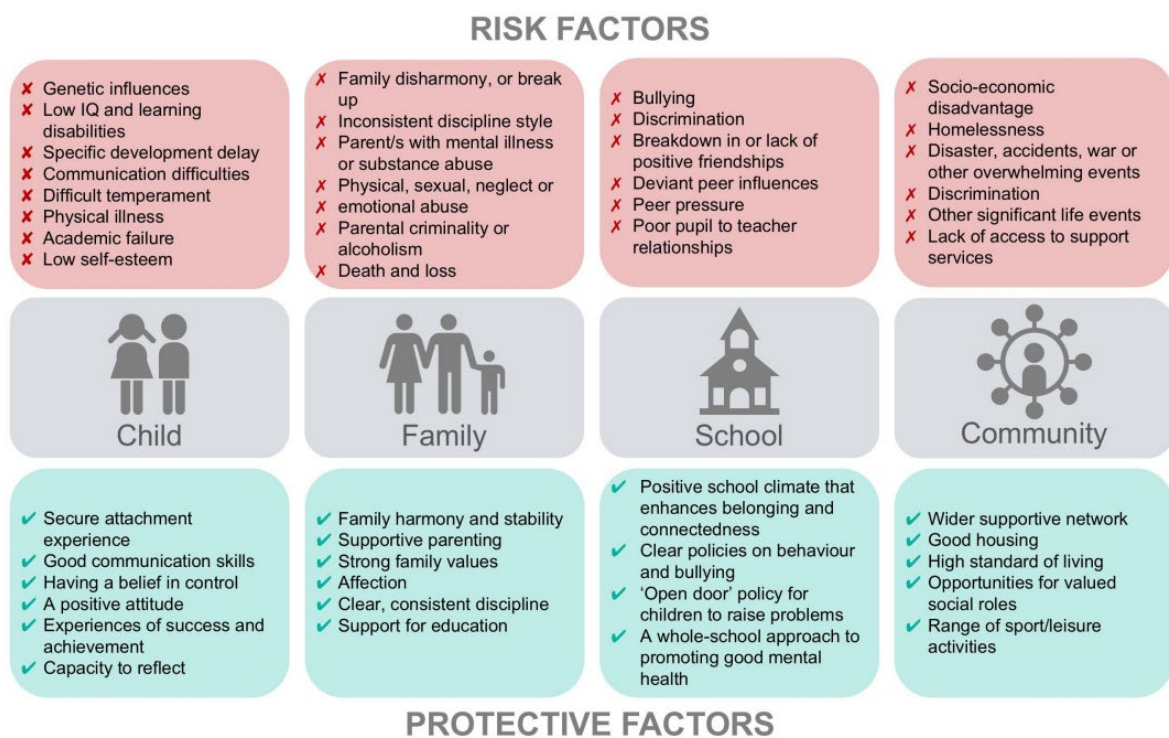 RISK FACTORS
✘ Genetic influences
✘ Low IQ and learning
disabilities
✘ Specific development delay
✘ Communication difficulties
✘ Difficult temperament
✘ Physical illness
✘ Academic failure
✘ Low self-esteem
✗ Family disharmony, or break
up
✗ Inconsistent discipline style
✗ Parent/s with mental illness
or substance abuse
✗ Physical, sexual, neglect or
✗ emotional abuse
✗ Parental criminality or
alcoholism
✗ Death and loss
✗ Bullying
✗ Discrimination
✗ Breakdown in or lack of
positive friendships
✗ Deviant peer influences
✗ Peer pressure
✗ Poor pupil to teacher
relationships
✗ Socio-economic
disadvantage
✗ Homelessness
✗ Disaster, accidents, war or
other overwhelming events
✗ Discrimination
✗ Other significant life events
✗ Lack of access to support
services
Child
Family
School
Community
✔ Secure attachment
experience
✔ Good communication skills
✔ Having a belief in control
✔ A positive attitude
✔ Experiences of success and
achievement
✔ Capacity to reflect
✔ Family harmony and stability
✔ Supportive parenting
✔ Strong family values
✔ Affection
✔ Clear, consistent discipline
✔ Support for education
✔ Positive school climate that
enhances belonging and
connectedness
✔ Clear policies on behaviour
and bullying
✔ ‘Open door’ policy for
children to raise problems
✔ A whole-school approach to
promoting good mental
health
✔ Wider supportive network
✔ Good housing
✔ High standard of living
✔ Opportunities for valued
social roles
✔ Range of sport/leisure
activities
PROTECTIVE FACTORS